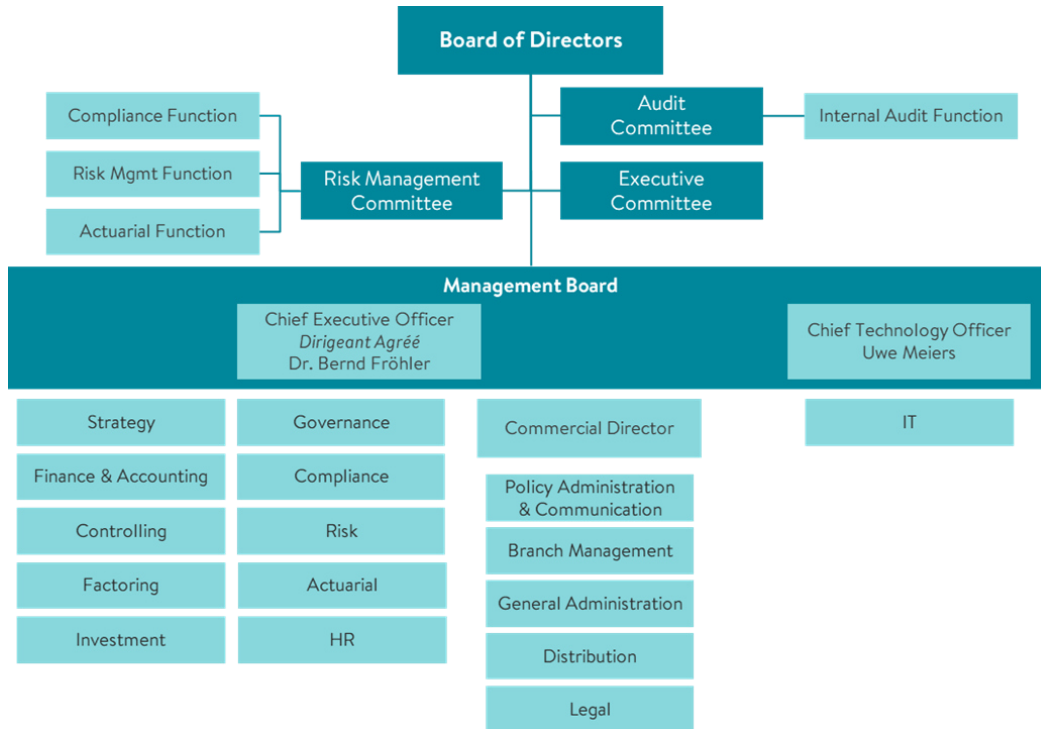 Board of Directors
Compliance Function
Risk Mgmt Function
Actuarial Function
Risk Management
Committee
Audit
Committee
Executive
Committee
Internal Audit Function
Management Board
Chief Executive Officer
Dirigeant Agréé
Dr. Bernd Fröhler
Chief Technology Officer
Uwe Meiers
Strategy
Finance & Accounting
Controlling
Factoring
Investment
Governance
Compliance
Risk
Actuarial
HR
Commercial Director
Policy Administration
& Communication
Branch Management
General Administration
Distribution
Legal
IT